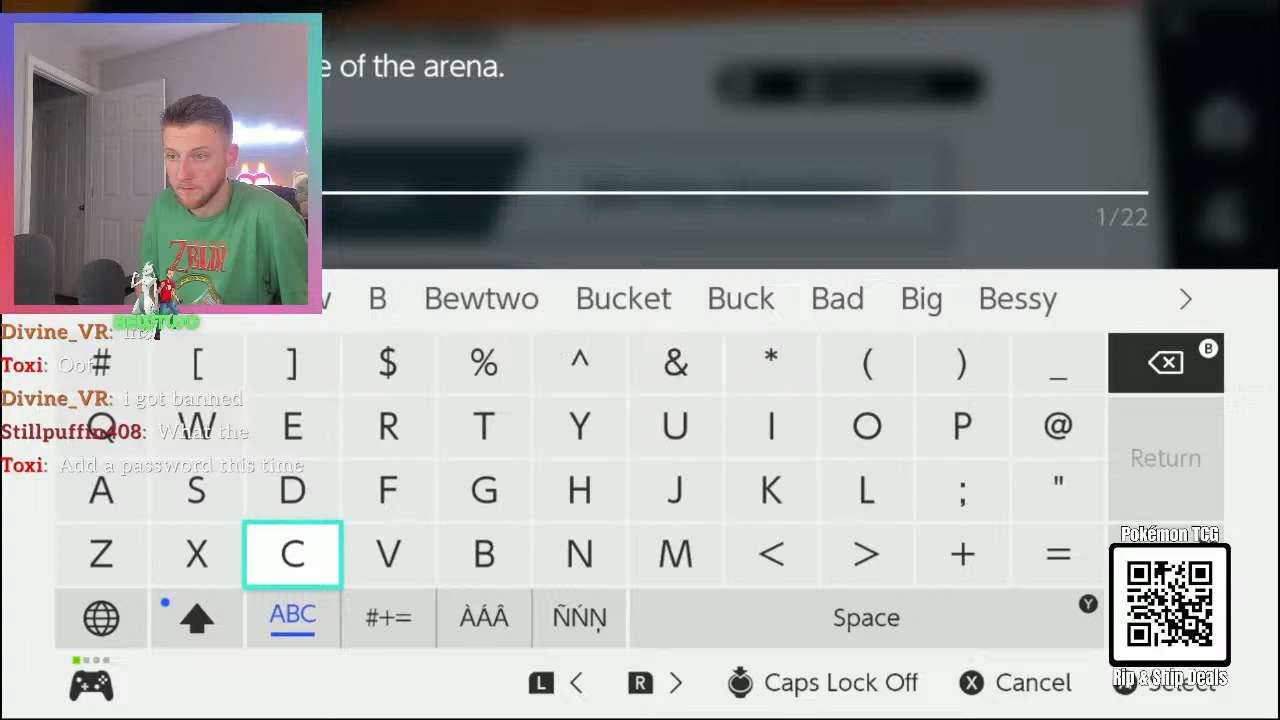 e of the arena.
1/22
B Bewtwo Bucket Buck Bad Big Bessy >
# [ ] $ % ^ & * ( ) _ B
Q W E R T Y U I O P @ Return
A S D F G H J K L ; "
Z X C V B N M < > + =
ABC #+= ÀÁÂ ÑŃŅ Space Y
L < R > Caps Lock Off X Cancel
ZELDA
BEWTWO
Divine_VR:
Toxi: Oof
Divine_VR: i got banned
Stillpuffin408: What the
Toxi: Add a password this time
Pokémon TCG
Rip & Ship.Deals